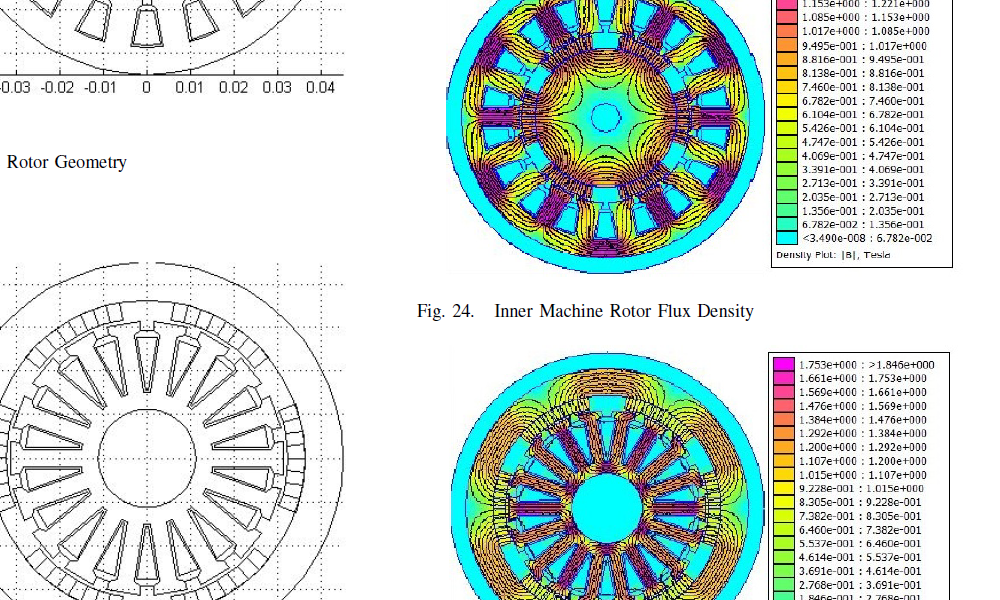 -0.03 -0.02 -0.01 0 0.01 0.02 0.03 0.04
Rotor Geometry
1.153e+000 : 1.221e+000
1.085e+000 : 1.153e+000
1.017e+000 : 1.085e+000
9.495e-001 : 1.017e+000
8.816e-001 : 9.495e-001
8.138e-001 : 8.816e-001
7.460e-001 : 8.138e-001
6.782e-001 : 7.460e-001
6.104e-001 : 6.782e-001
5.426e-001 : 6.104e-001
4.747e-001 : 5.426e-001
4.069e-001 : 4.747e-001
3.391e-001 : 4.069e-001
2.713e-001 : 3.391e-001
2.035e-001 : 2.713e-001
1.356e-001 : 2.035e-001
6.782e-002 : 1.356e-001
<3.490e-008 : 6.782e-002
Density Plot: |B|, Tesla
Fig. 24. Inner Machine Rotor Flux Density
1.753e+000 : >1.846e+000
1.661e+000 : 1.753e+000
1.569e+000 : 1.661e+000
1.476e+000 : 1.569e+000
1.384e+000 : 1.476e+000
1.292e+000 : 1.384e+000
1.200e+000 : 1.292e+000
1.107e+000 : 1.200e+000
1.015e+000 : 1.107e+000
9.228e-001 : 1.015e+000
8.305e-001 : 9.228e-001
7.382e-001 : 8.305e-001
6.460e-001 : 7.382e-001
5.537e-001 : 6.460e-001
4.614e-001 : 5.537e-001
3.691e-001 : 4.614e-001
2.768e-001 : 3.691e-001
1.846e-001 : 2.768e-001